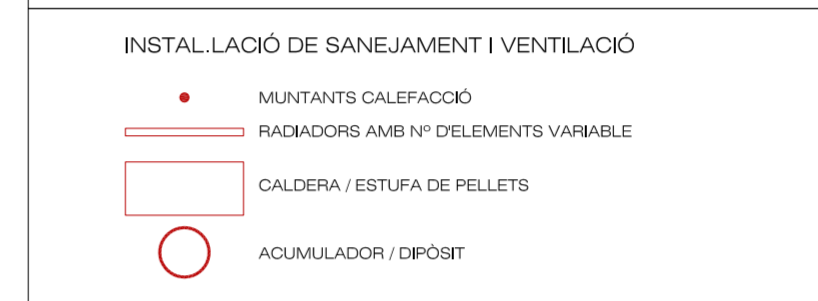 INSTAL.LACIÓ DE SANEJAMENT I VENTILACIÓ
MUNTANTS CALEFACCIÓ
RADIADORS AMB Nº D'ELEMENTS VARIABLE
CALDERA / ESTUFA DE PELLETS
ACUMULADOR / DIPÒSIT